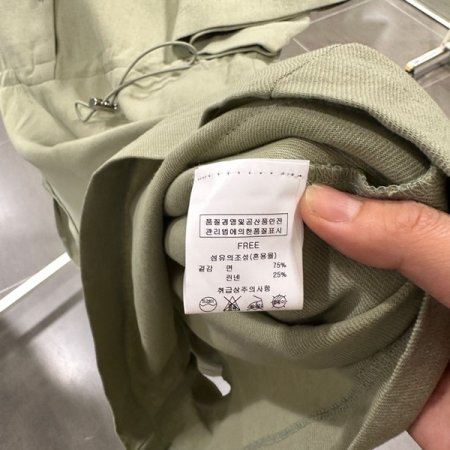 품질경영및공산품안전
관리법에의한품질표시
FREE
섬유의조성(혼용율)
겉감 면 75%
린넨 25%
취급상주의사항